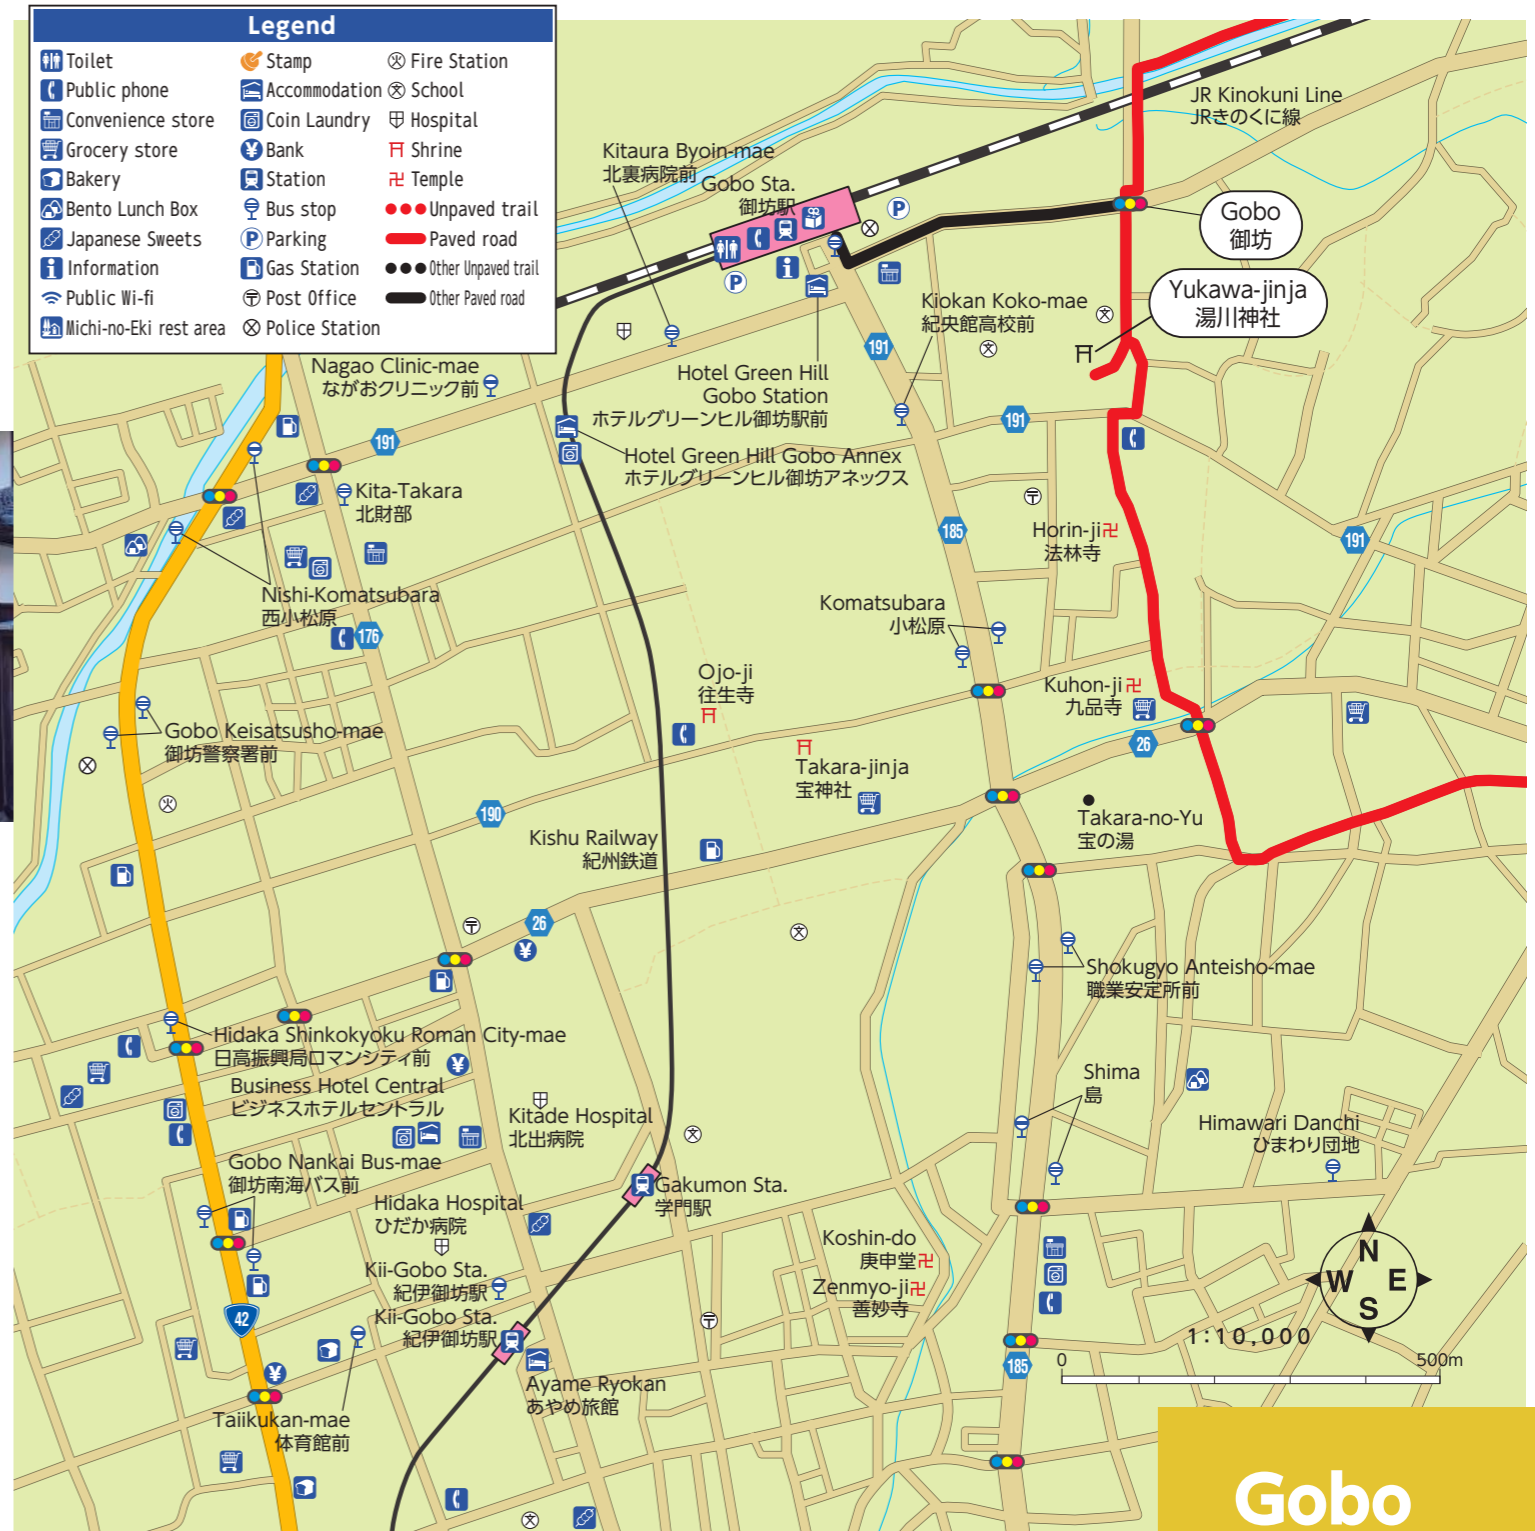 Legend
Toilet
Public phone
Convenience store
Grocery store
Bakery
Bento Lunch Box
Japanese Sweets
Information
Public Wi-fi
Michi-no-Eki rest area
Stamp
Accommodation
Coin Laundry
Bank
Station
Bus stop
Parking
Gas Station
Post Office
Police Station
Fire Station
School
Hospital
Shrine
Temple
Unpaved trail
Paved road
Other Unpaved trail
Other Paved road
JR Kinokuni Line
JRきのくに線
Kitaura Byoin-mae
北裏病院前
Gobo Sta.
御坊駅
Gobo
御坊
Yukawa-jinja
湯川神社
Kiokan Koko-mae
紀央館高校前
191
Nagao Clinic-mae
ながおクリニック前
Hotel Green Hill
Gobo Station
ホテルグリーンヒル御坊駅前
191
191
Hotel Green Hill Gobo Annex
ホテルグリーンヒル御坊アネックス
Kita-Takara
北財部
185
Horin-ji
法林寺
191
Nishi-Komatsubara
西小松原
Komatsubara
小松原
176
Ojo-ji
往生寺
Kuhon-ji
九品寺
Gobo Keisatsusho-mae
御坊警察署前
26
Takara-jinja
宝神社
190
Takara-no-Yu
宝の湯
Kishu Railway
紀州鉄道
26
Shokugyo Anteisho-mae
職業安定所前
Hidaka Shinkokyoku Roman City-mae
日高振興局ロマンシティ前
Business Hotel Central
ビジネスホテルセントラル
Shima
島
Kitade Hospital
北出病院
Himawari Danchi
ひまわり団地
Gobo Nankai Bus-mae
御坊南海バス前
Gakumon Sta.
学門駅
Hidaka Hospital
ひだか病院
Koshin-do
庚申堂
Zenmyo-ji
善妙寺
Kii-Gobo Sta.
紀伊御坊駅
Kii-Gobo Sta.
紀伊御坊駅
42
N
W E
S
1:10,000
0 500m
185
Ayame Ryokan
あやめ旅館
Taiikukan-mae
体育館前
Gobo